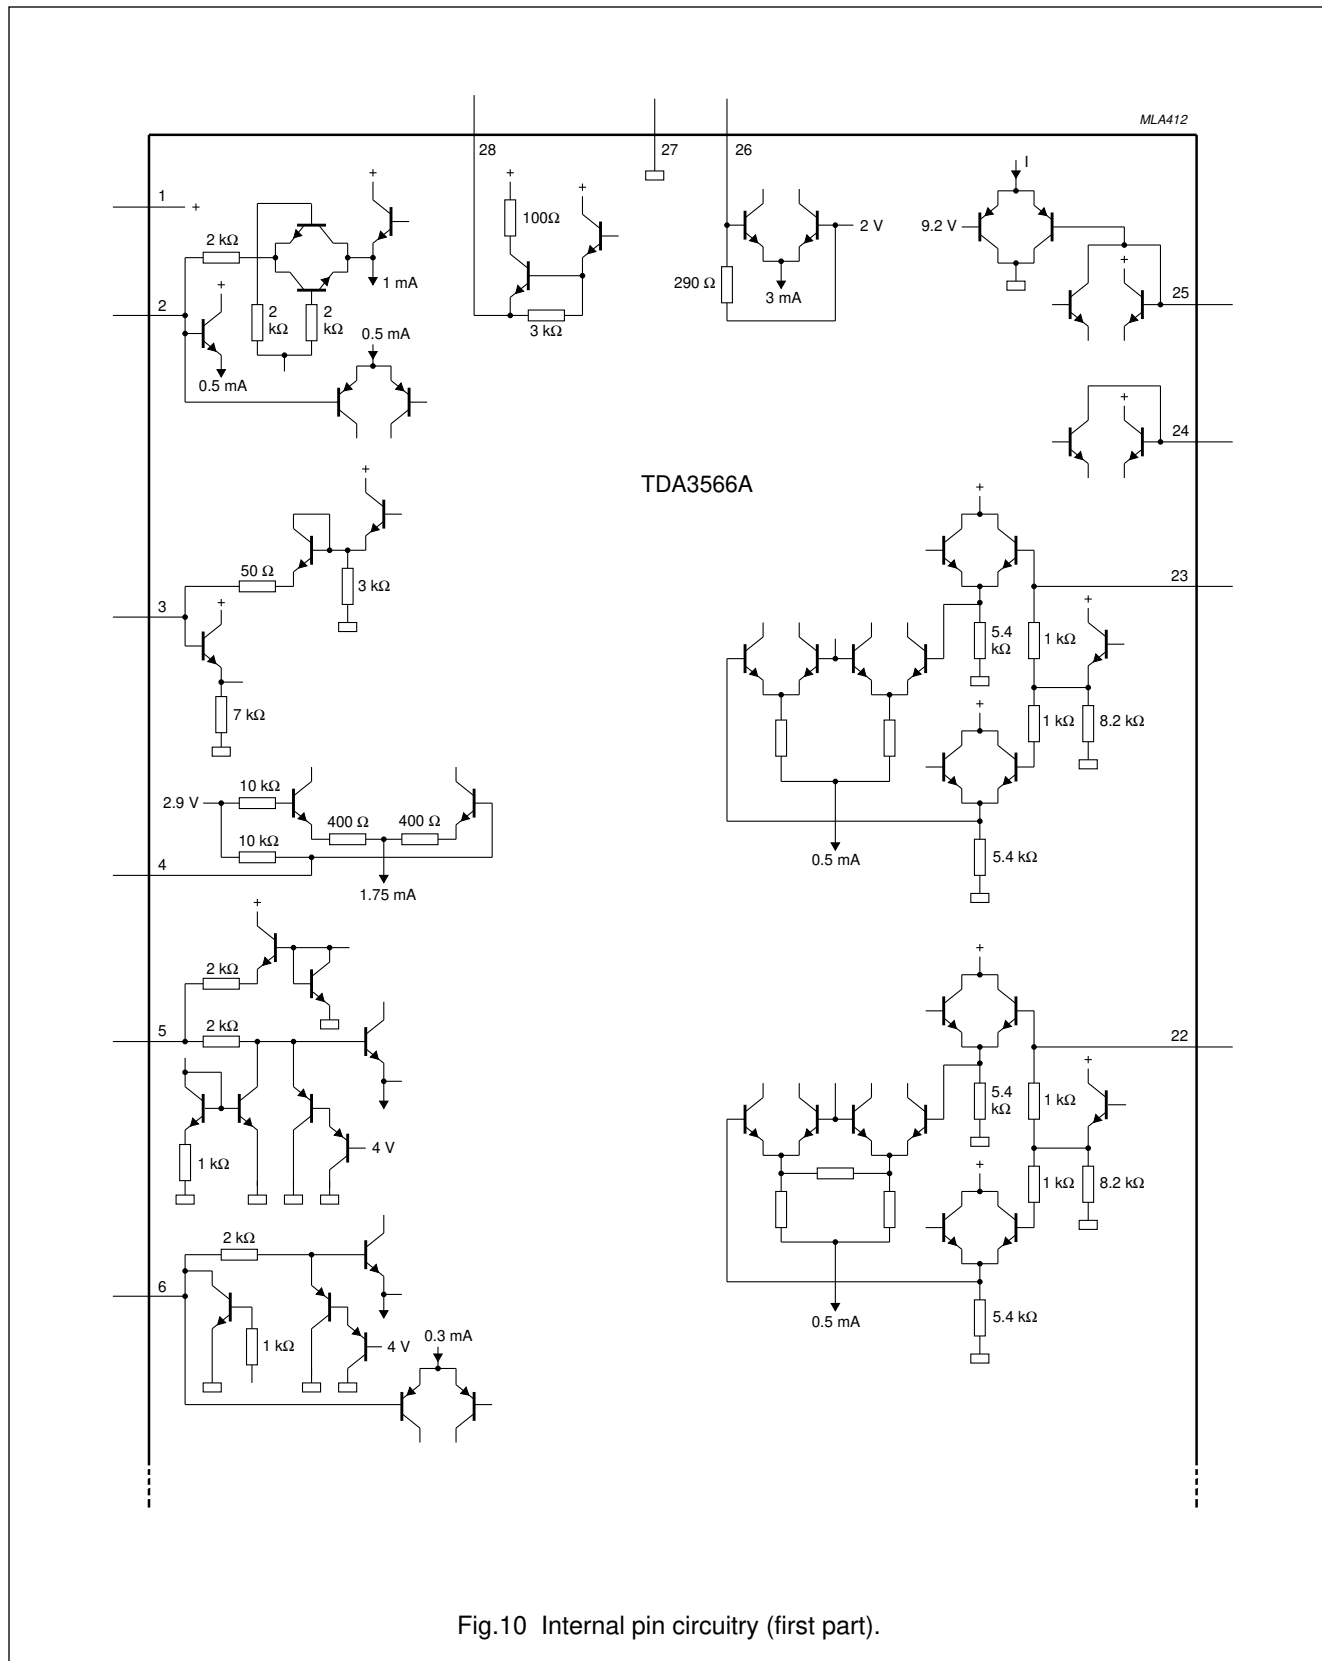 MLA412
28
27
26
I
1
+
+
+
+
100Ω
9.2 V
2 V
2 kΩ
1 mA
290 Ω
3 mA
+
+
25
2
2
kΩ
2
kΩ
3 kΩ
0.5 mA
0.5 mA
+
24
TDA3566A
+
+
50 Ω
3 kΩ
23
3
+
+
5.4
kΩ
1 kΩ
7 kΩ
+
1 kΩ
8.2 kΩ
10 kΩ
2.9 V
400 Ω
400 Ω
10 kΩ
0.5 mA
5.4 kΩ
4
1.75 mA
+
+
2 kΩ
5
2 kΩ
22
+
5.4
kΩ
1 kΩ
4 V
1 kΩ
+
1 kΩ
8.2 kΩ
2 kΩ
6
1 kΩ
4 V
0.3 mA
0.5 mA
5.4 kΩ
Fig.10 Internal pin circuitry (first part).